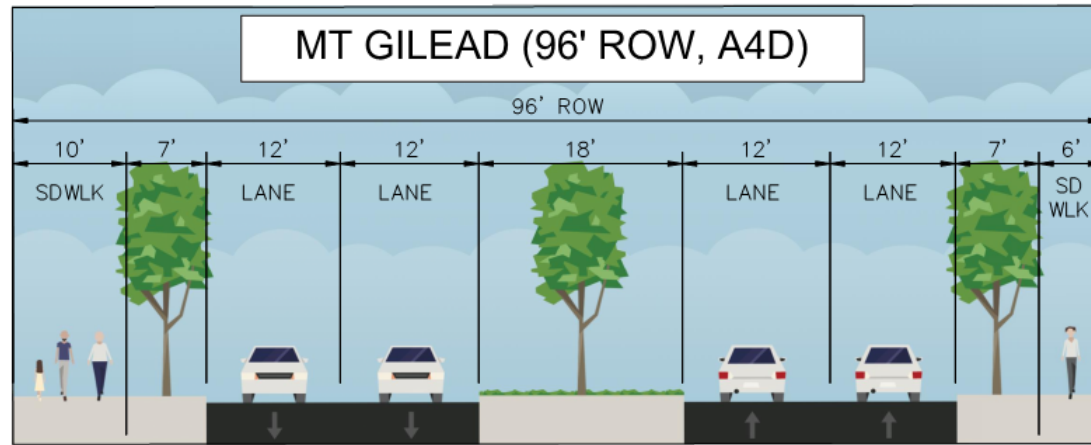 MT GILEAD (96' ROW, A4D)
96' ROW
10' 7' 12' 12' 18' 12' 12' 7' 6'
SDWLK LANE LANE LANE LANE SD
WLK